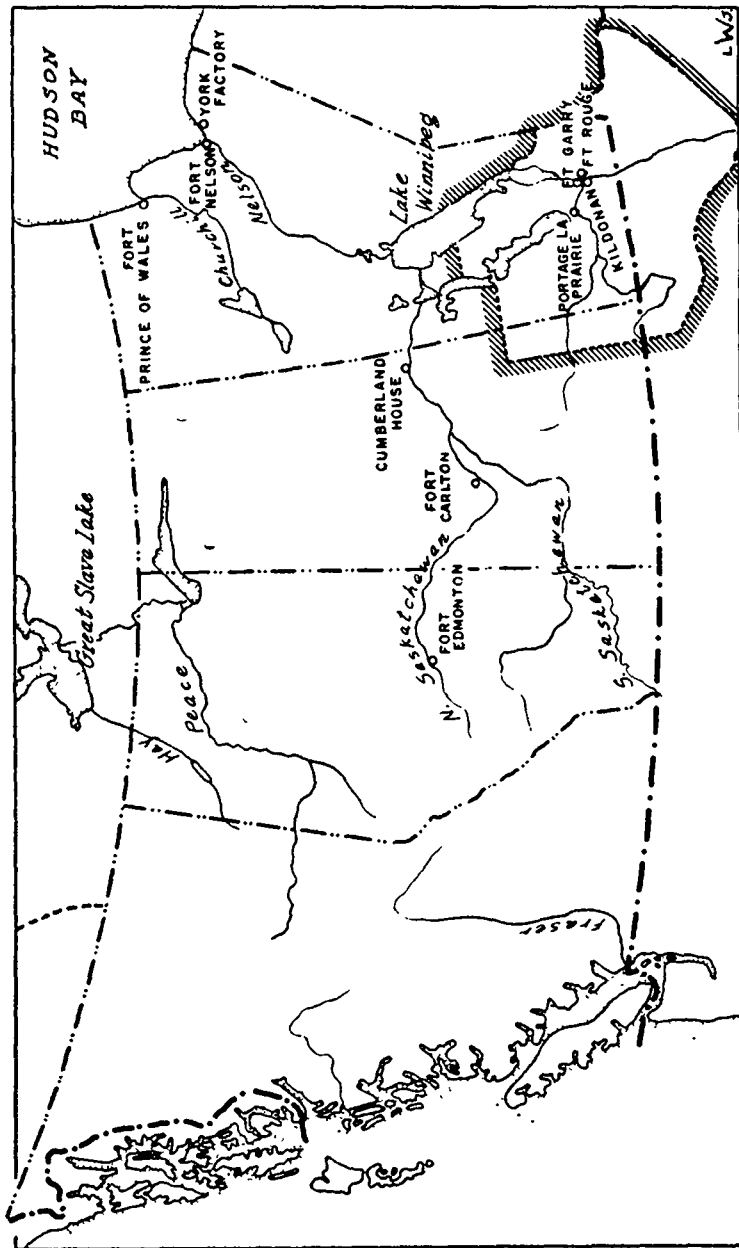 HUDSON
BAY
Great Slave Lake
FORT
PRINCE OF WALES
Churchill
FORT
NELSON
YORK
FACTORY
Nelson
Hay
Peace
Lake
Winnipeg
CUMBERLAND
HOUSE
N. Saskatchewan
FORT
EDMONTON
FORT
CARLTON
S. Saskatchewan
PORTAGE LA
PRAIRIE
FT GARRY
FT ROUGE
KILDONAN
Fraser
LWJ